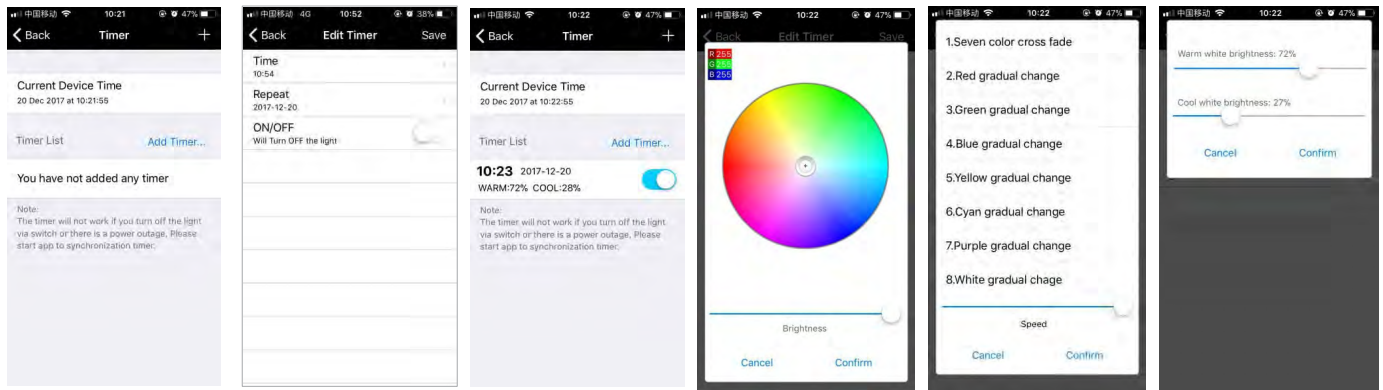 中国移动 10:21 47%
Back Timer +
Current Device Time
20 Dec 2017 at 10:21:55
Timer List Add Timer...
You have not added any timer
Note:
The timer will not work if you turn off the light
via switch or there is a power outage, Please
start app to synchronization timer.
中国移动 4G 10:52 38%
Back Edit Timer Save
Time
10:54
Repeat
2017-12-20
ON/OFF
Will Turn OFF the light
中国移动 10:22 47%
Back Timer +
Current Device Time
20 Dec 2017 at 10:22:55
Timer List Add Timer...
10:23 2017-12-20
WARM:72% COOL:28%
Note:
The timer will not work if you turn off the light
via switch or there is a power outage, Please
start app to synchronization timer.
中国移动 10:22 47%
Back Edit Timer Save
R 255
G 255
B 255
Brightness
Cancel Confirm
中国移动 10:22 47%
1.Seven color cross fade
2.Red gradual change
3.Green gradual change
4.Blue gradual change
5.Yellow gradual change
6.Cyan gradual change
7.Purple gradual change
8.White gradual chage
Speed
Cancel Confirm
中国移动 10:22 47%
Warm white brightness: 72%
Cool white brightness: 27%
Cancel Confirm